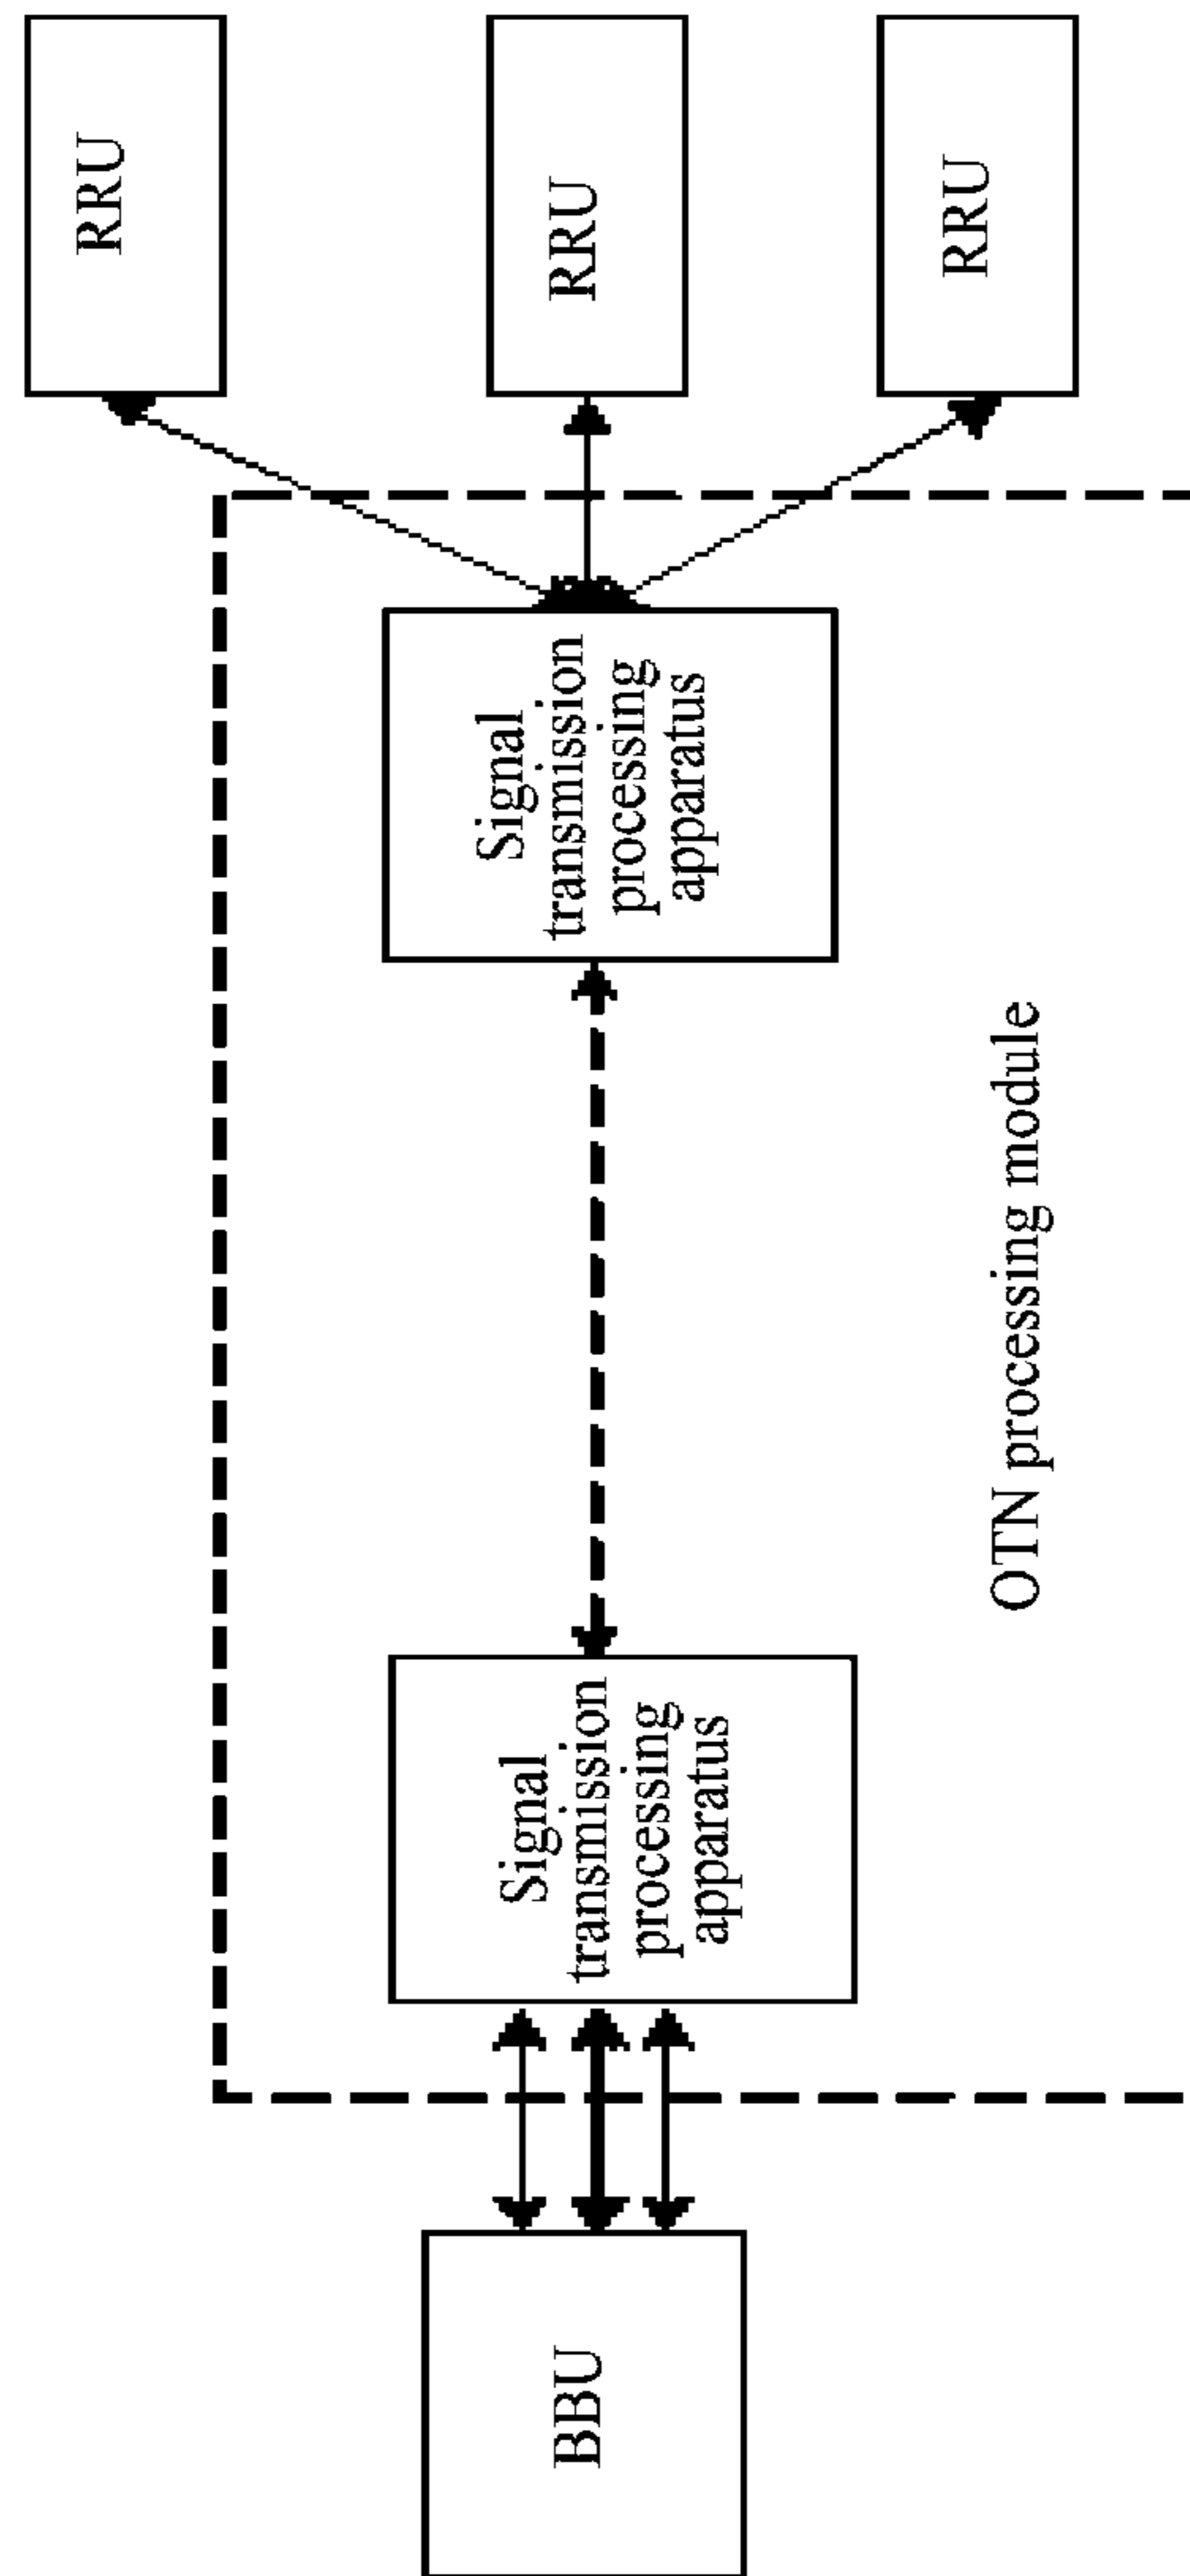 BBU
Signal
transmission
processing
apparatus
OTN processing module
Signal
transmission
processing
apparatus
RRU
RRU
RRU